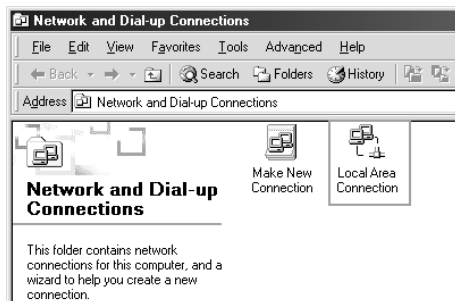 Network and Dial-up Connections
File Edit View Favorites Tools Advanced Help
Back Search Folders History
Address Network and Dial-up Connections
Make New Connection
Local Area Connection
Network and Dial-up
Connections
This folder contains network
connections for this computer, and a
wizard to help you create a new
connection.